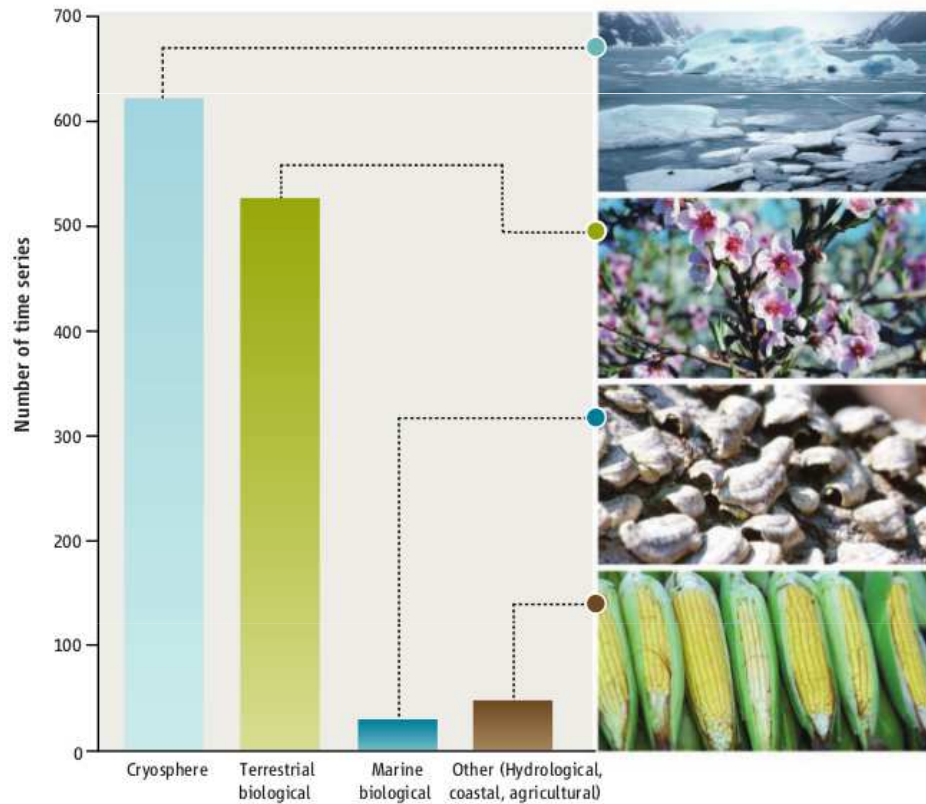 700
600
500
400
300
200
100
0
Number of time series
Cryosphere
Terrestrial
biological
Marine
biological
Other (Hydrological,
coastal, agricultural)